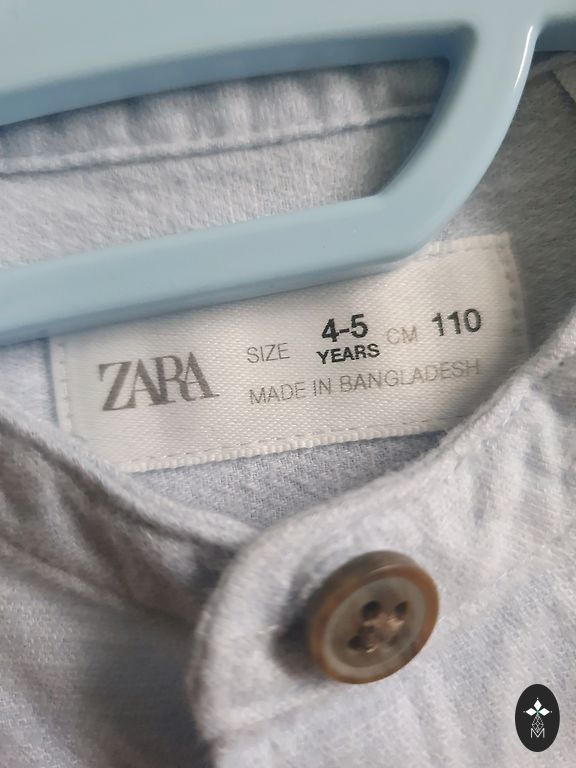 ZARA
SIZE 4-5 YEARS CM 110
MADE IN BANGLADESH
M